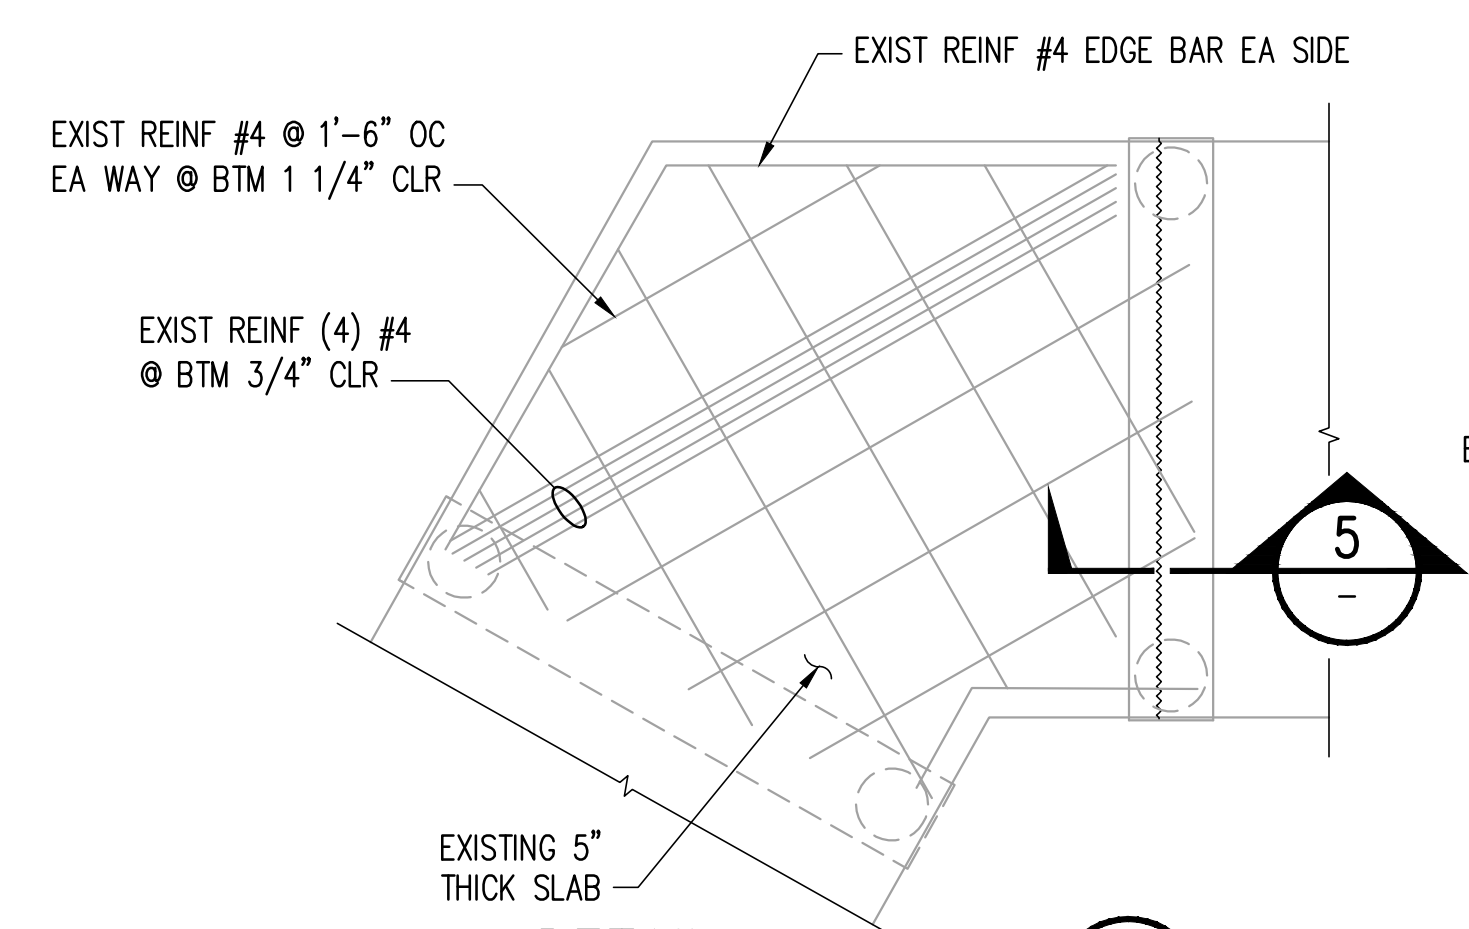 EXIST REINF #4 EDGE BAR EA SIDE
EXIST REINF #4 @ 1'-6" OC
EA WAY @ BTM 1 1/4" CLR
EXIST REINF (4) #4
@ BTM 3/4" CLR
5
-
EXISTING 5"
THICK SLAB